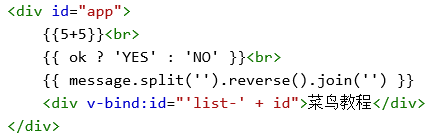 <div id="app">
    {{5+5}}<br>
    {{ ok ? 'YES' : 'NO' }}<br>
    {{ message.split('').reverse().join('') }}
    <div v-bind:id="'list-' + id">菜鸟教程</div>
</div>